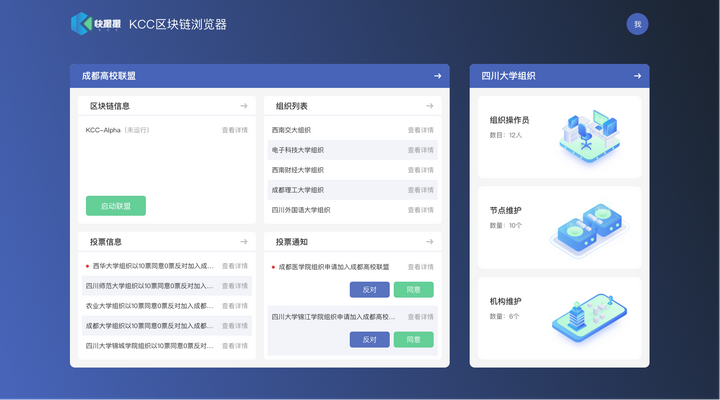 KCC区块链浏览器
我
成都高校联盟
区块链信息
KCC-Alpha（未运行） 查看详情
启动联盟
组织列表
西南交大组织 查看详情
电子科技大学组织 查看详情
西南财经大学组织 查看详情
成都理工大学组织 查看详情
四川外国语大学组织 查看详情
投票信息
西华大学组织以10票同意0票反对加入成... 查看详情
四川师范大学组织以10票同意0票反对加入... 查看详情
农业大学组织以10票同意0票反对加入成都... 查看详情
成都大学组织以10票同意0票反对加入成都... 查看详情
四川大学锦城学院组织以10票同意0票反对... 查看详情
投票通知
成都医学院组织申请加入成都高校联盟 查看详情
反对 同意
四川大学锦江学院组织申请加入成都高校... 查看详情
反对 同意
四川大学组织
组织操作员
数目：12人
节点维护
数量：10个
机构维护
数量：6个